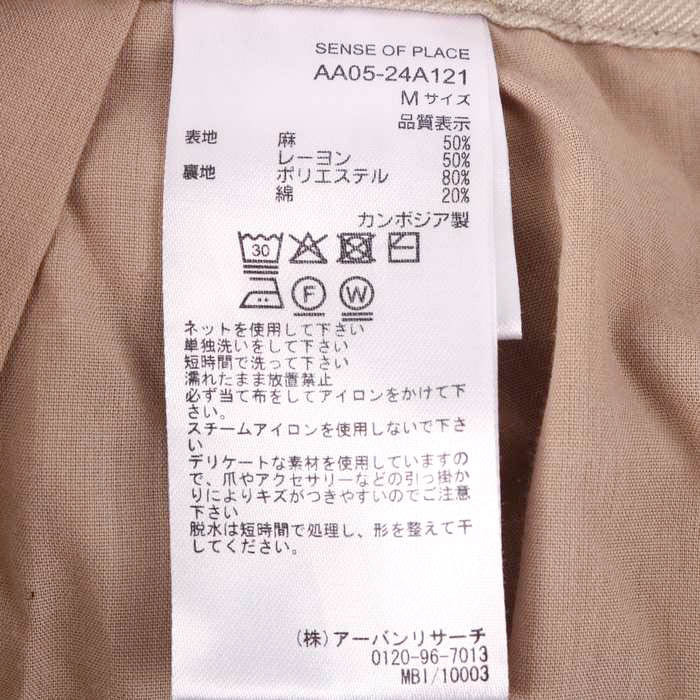 SENSE OF PLACE
AA05-24A121
Mサイズ
品質表示
表地 麻 50%
レーヨン 50%
裏地 ポリエステル 80%
綿 20%
カンボジア製
30
F W
ネットを使用して下さい
単独洗いをして下さい
短時間で洗って下さい
濡れたまま放置禁止
必ず当て布をしてアイロンをかけて下
さい。
スチームアイロンを使用しないで下さ
い
デリケートな素材を使用していますの
で、爪やアクセサリーなどの引っ掛か
りによりキズがつきやすいのでご注意
下さい
脱水は短時間で処理し、形を整えて干
してください。
(株)アーバンリサーチ
0120-96-7013
MBI/10003